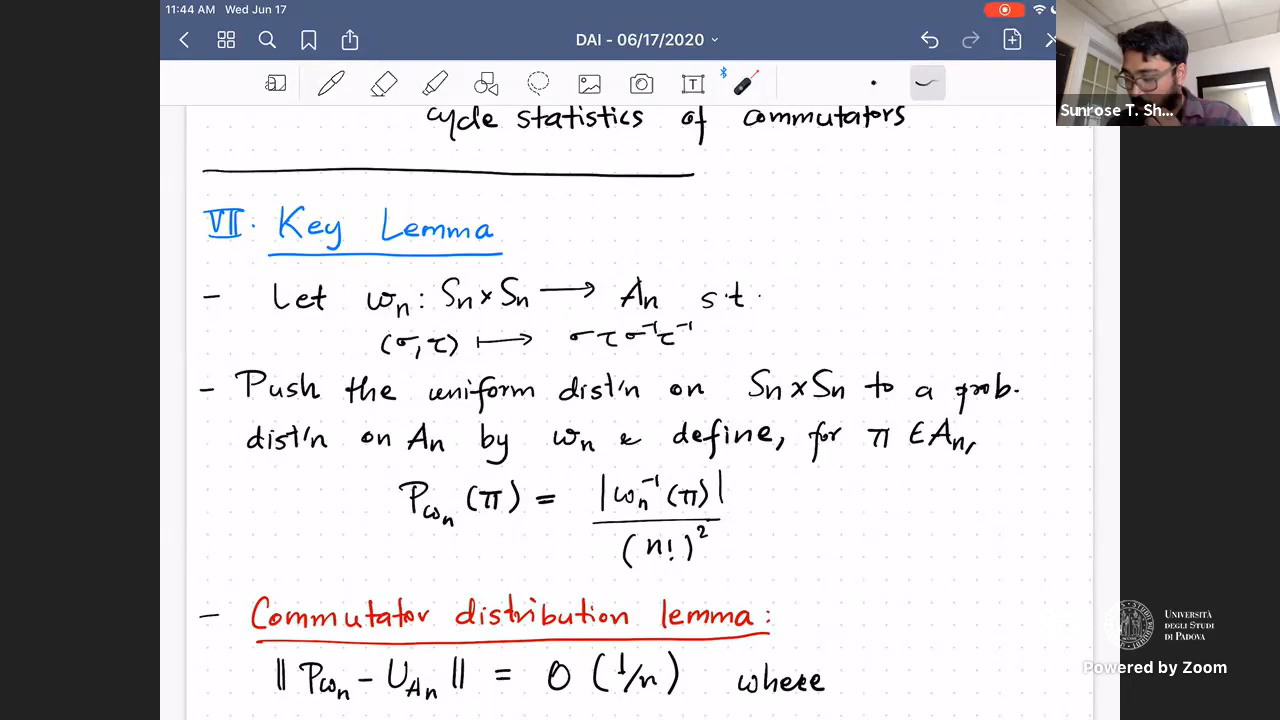 11:44 AM Wed Jun 17
DAI - 06/17/2020
Sunrose T. Sh...
cycle statistics of commutators
VII. Key Lemma
- Let ωn : Sn × Sn ⟶ An s.t.
(σ, τ) ⟼ σ τ σ⁻¹ τ⁻¹
- Push the uniform dist'n on Sn × Sn to a prob.
dist'n on An by ωn & define, for π ∈ An,
Pωn (π) = |ωn⁻¹ (π)| / (n!)²
- Commutator distribution lemma:
|| Pωn - UAn || = O (1/n) where
UNIVERSITÀ
DEGLI STUDI
DI PADOVA
Powered by Zoom